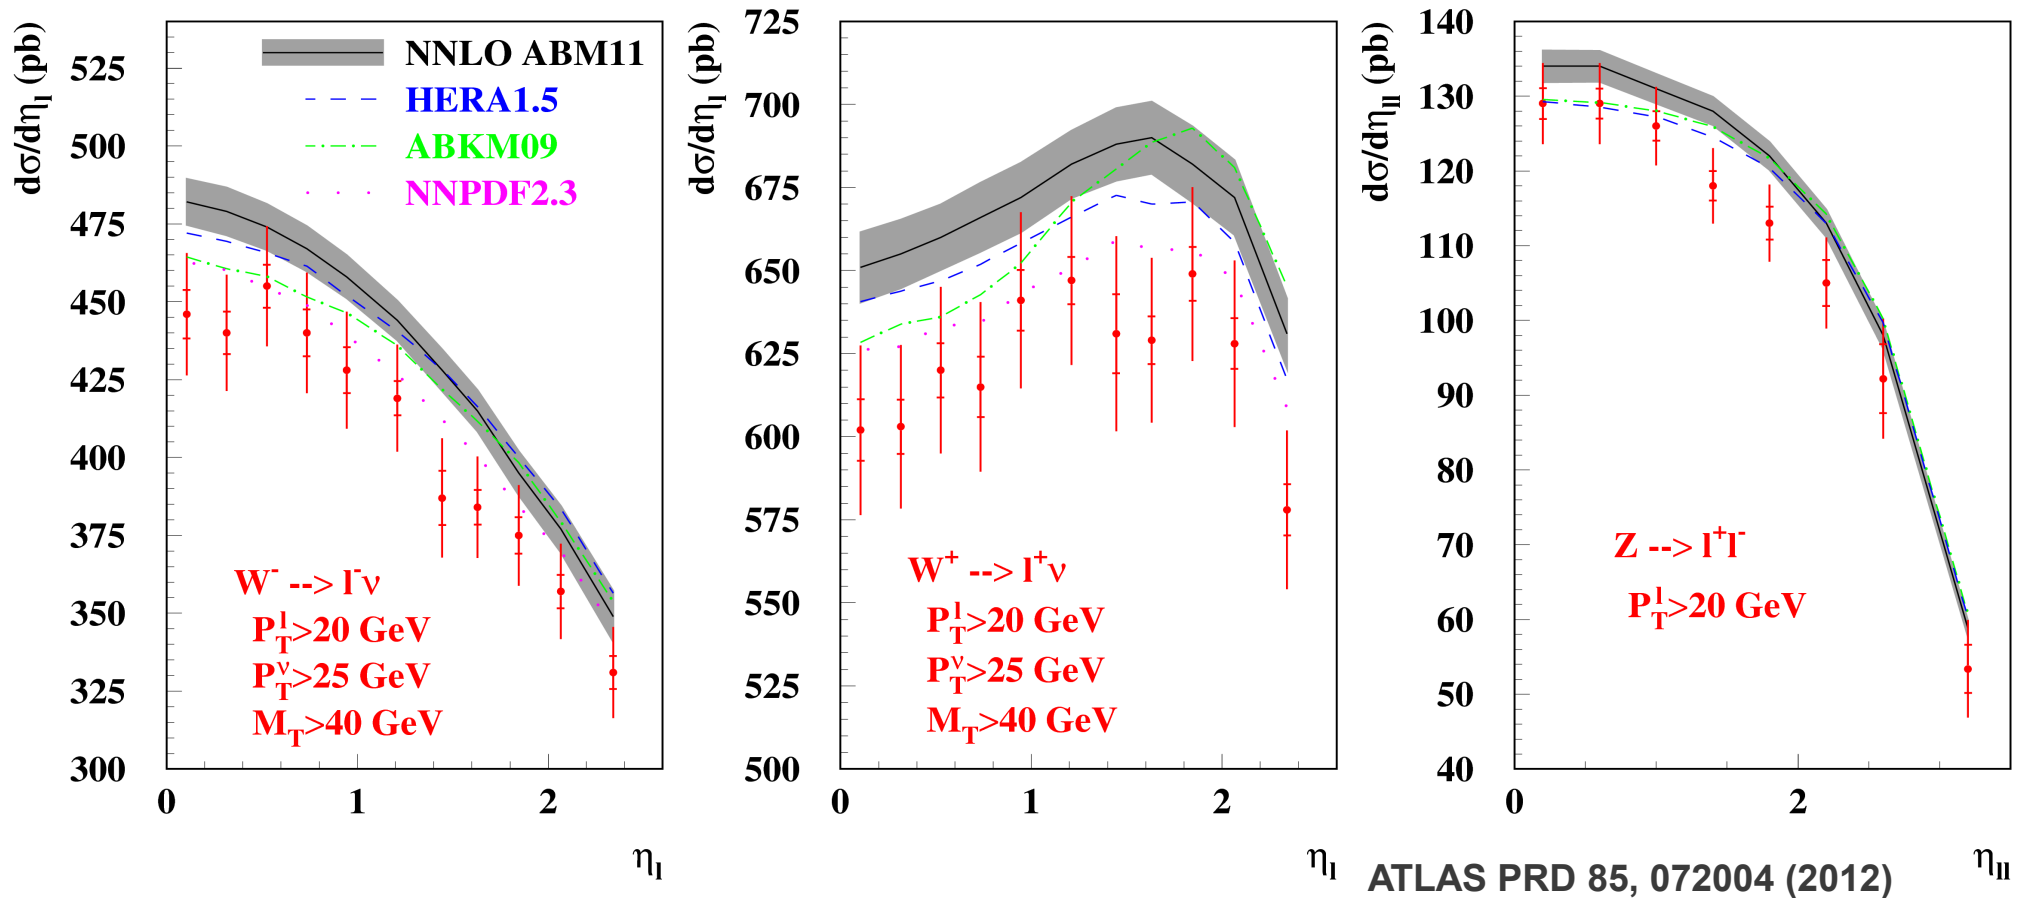 dσ/dη_l (pb)
525
500
475
450
425
400
375
350
325
300
0
1
2
η_l
NNLO ABM11
HERA1.5
ABKM09
NNPDF2.3
W^- --> l^-ν
P_T^l>20 GeV
P_T^ν>25 GeV
M_T>40 GeV
dσ/dη_l (pb)
725
700
675
650
625
600
575
550
525
500
0
1
2
η_l
W^+ --> l^+ν
P_T^l>20 GeV
P_T^ν>25 GeV
M_T>40 GeV
dσ/dη_ll (pb)
140
130
120
110
100
90
80
70
60
50
40
0
2
η_ll
Z --> l^+l^-
P_T^l>20 GeV
ATLAS PRD 85, 072004 (2012)